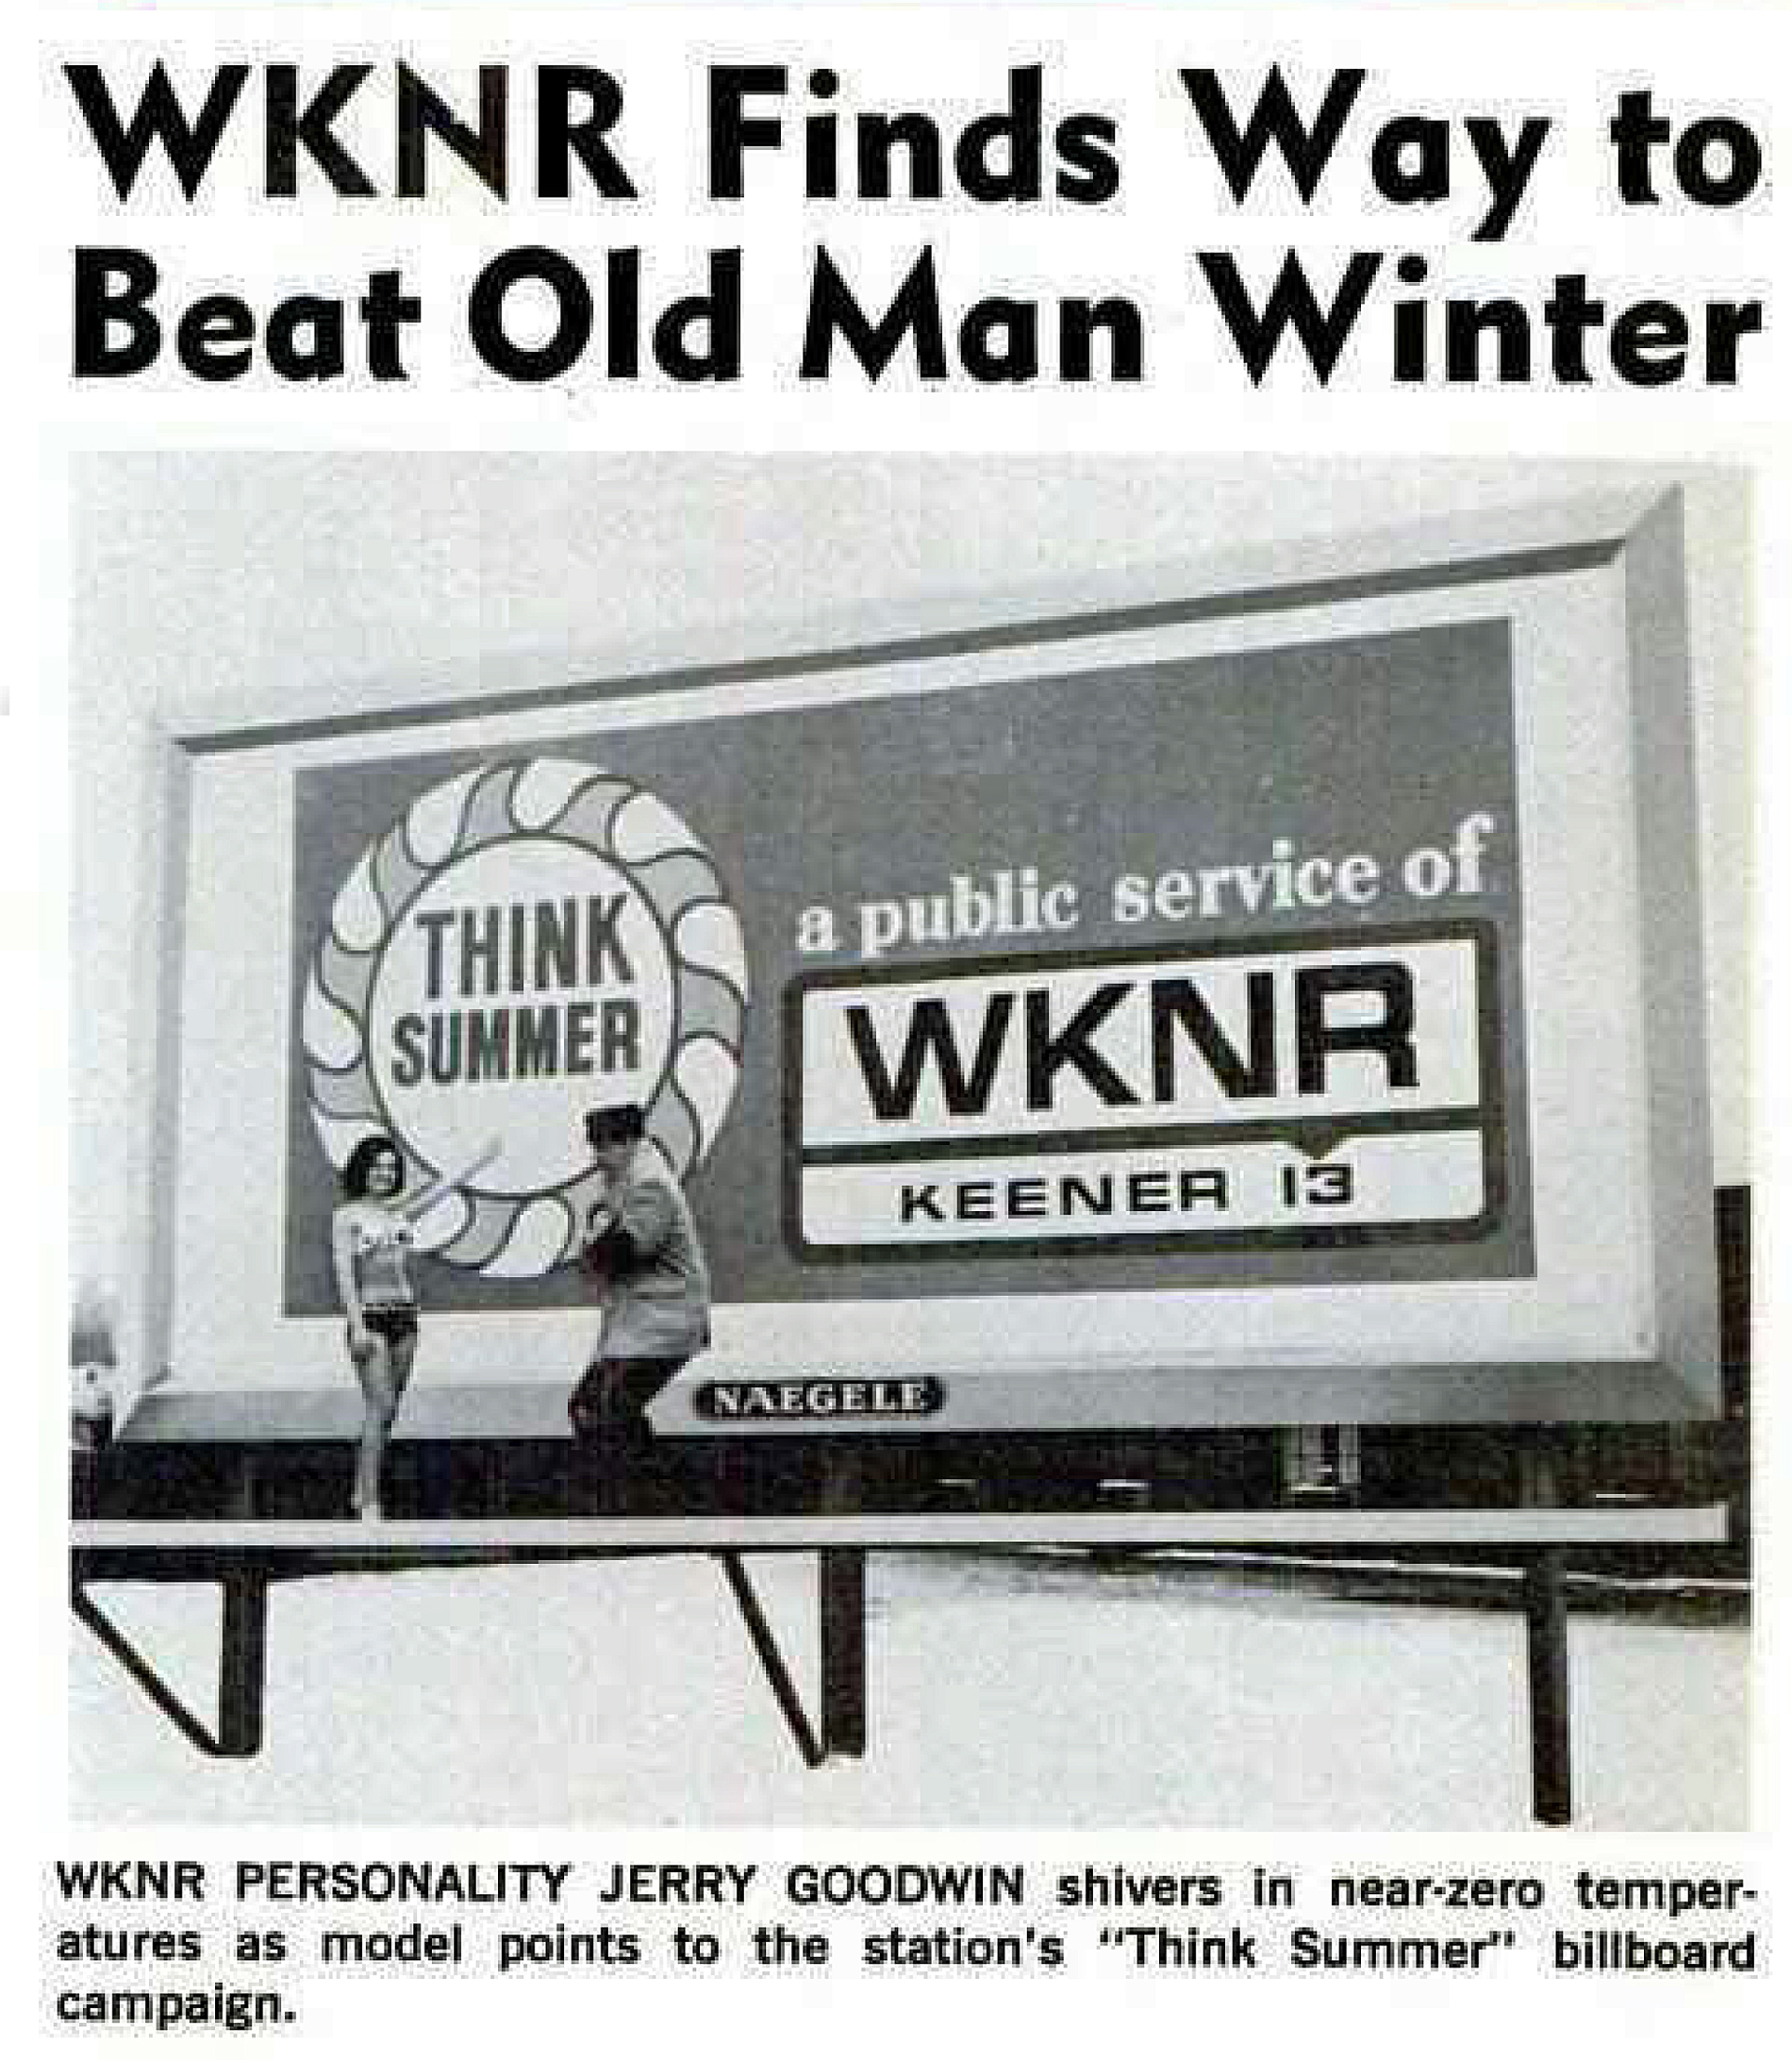 WKNR Finds Way to
Beat Old Man Winter
THINK
SUMMER
a public service of
WKNR
KEENER 13
NAEGELE
WKNR PERSONALITY JERRY GOODWIN shivers in near-zero temper-
atures as model points to the station's "Think Summer" billboard
campaign.